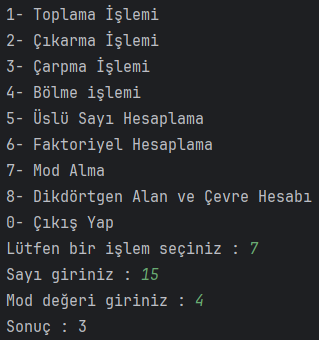 1- Toplama İşlemi
2- Çıkarma İşlemi
3- Çarpma İşlemi
4- Bölme işlemi
5- Üslü Sayı Hesaplama
6- Faktoriyel Hesaplama
7- Mod Alma
8- Dikdörtgen Alan ve Çevre Hesabı
0- Çıkış Yap
Lütfen bir işlem seçiniz : 7
Sayı giriniz : 15
Mod değeri giriniz : 4
Sonuç : 3